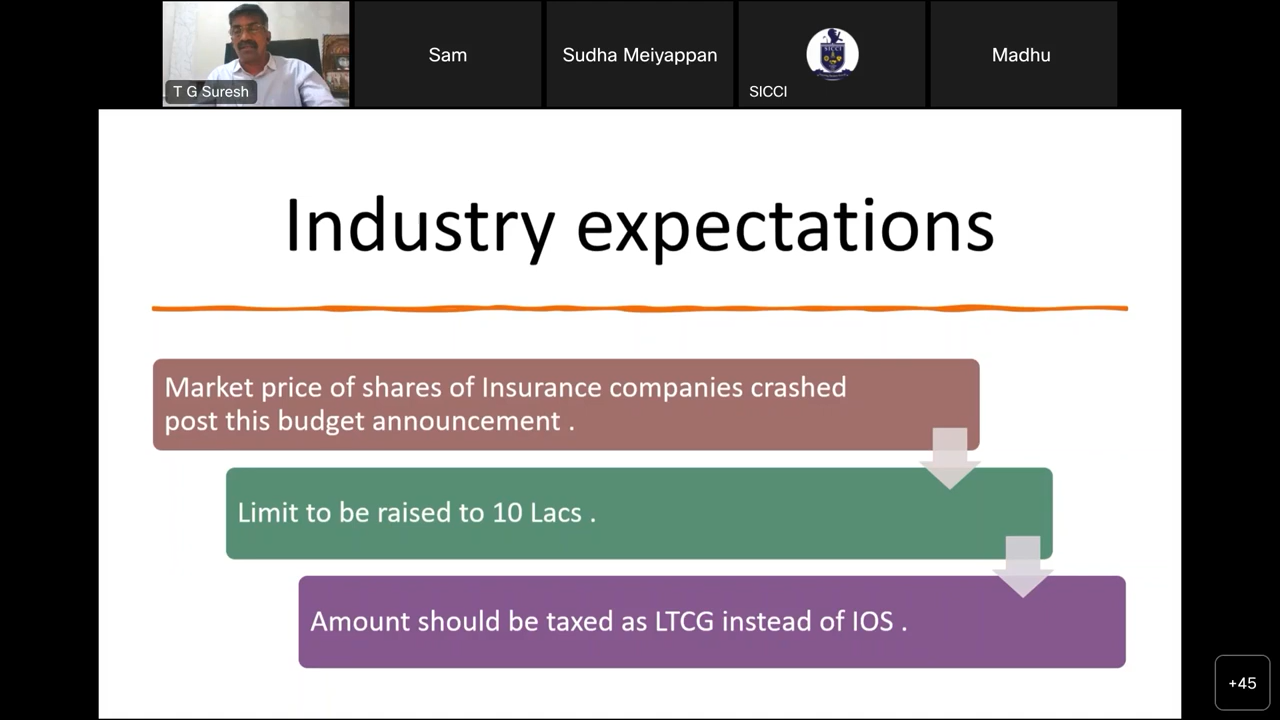 T G Suresh
Sam
Sudha Meiyappan
SICCI
SICCI
Madhu
Industry expectations
Market price of shares of Insurance companies crashed
post this budget announcement .
Limit to be raised to 10 Lacs .
Amount should be taxed as LTCG instead of IOS .
+45